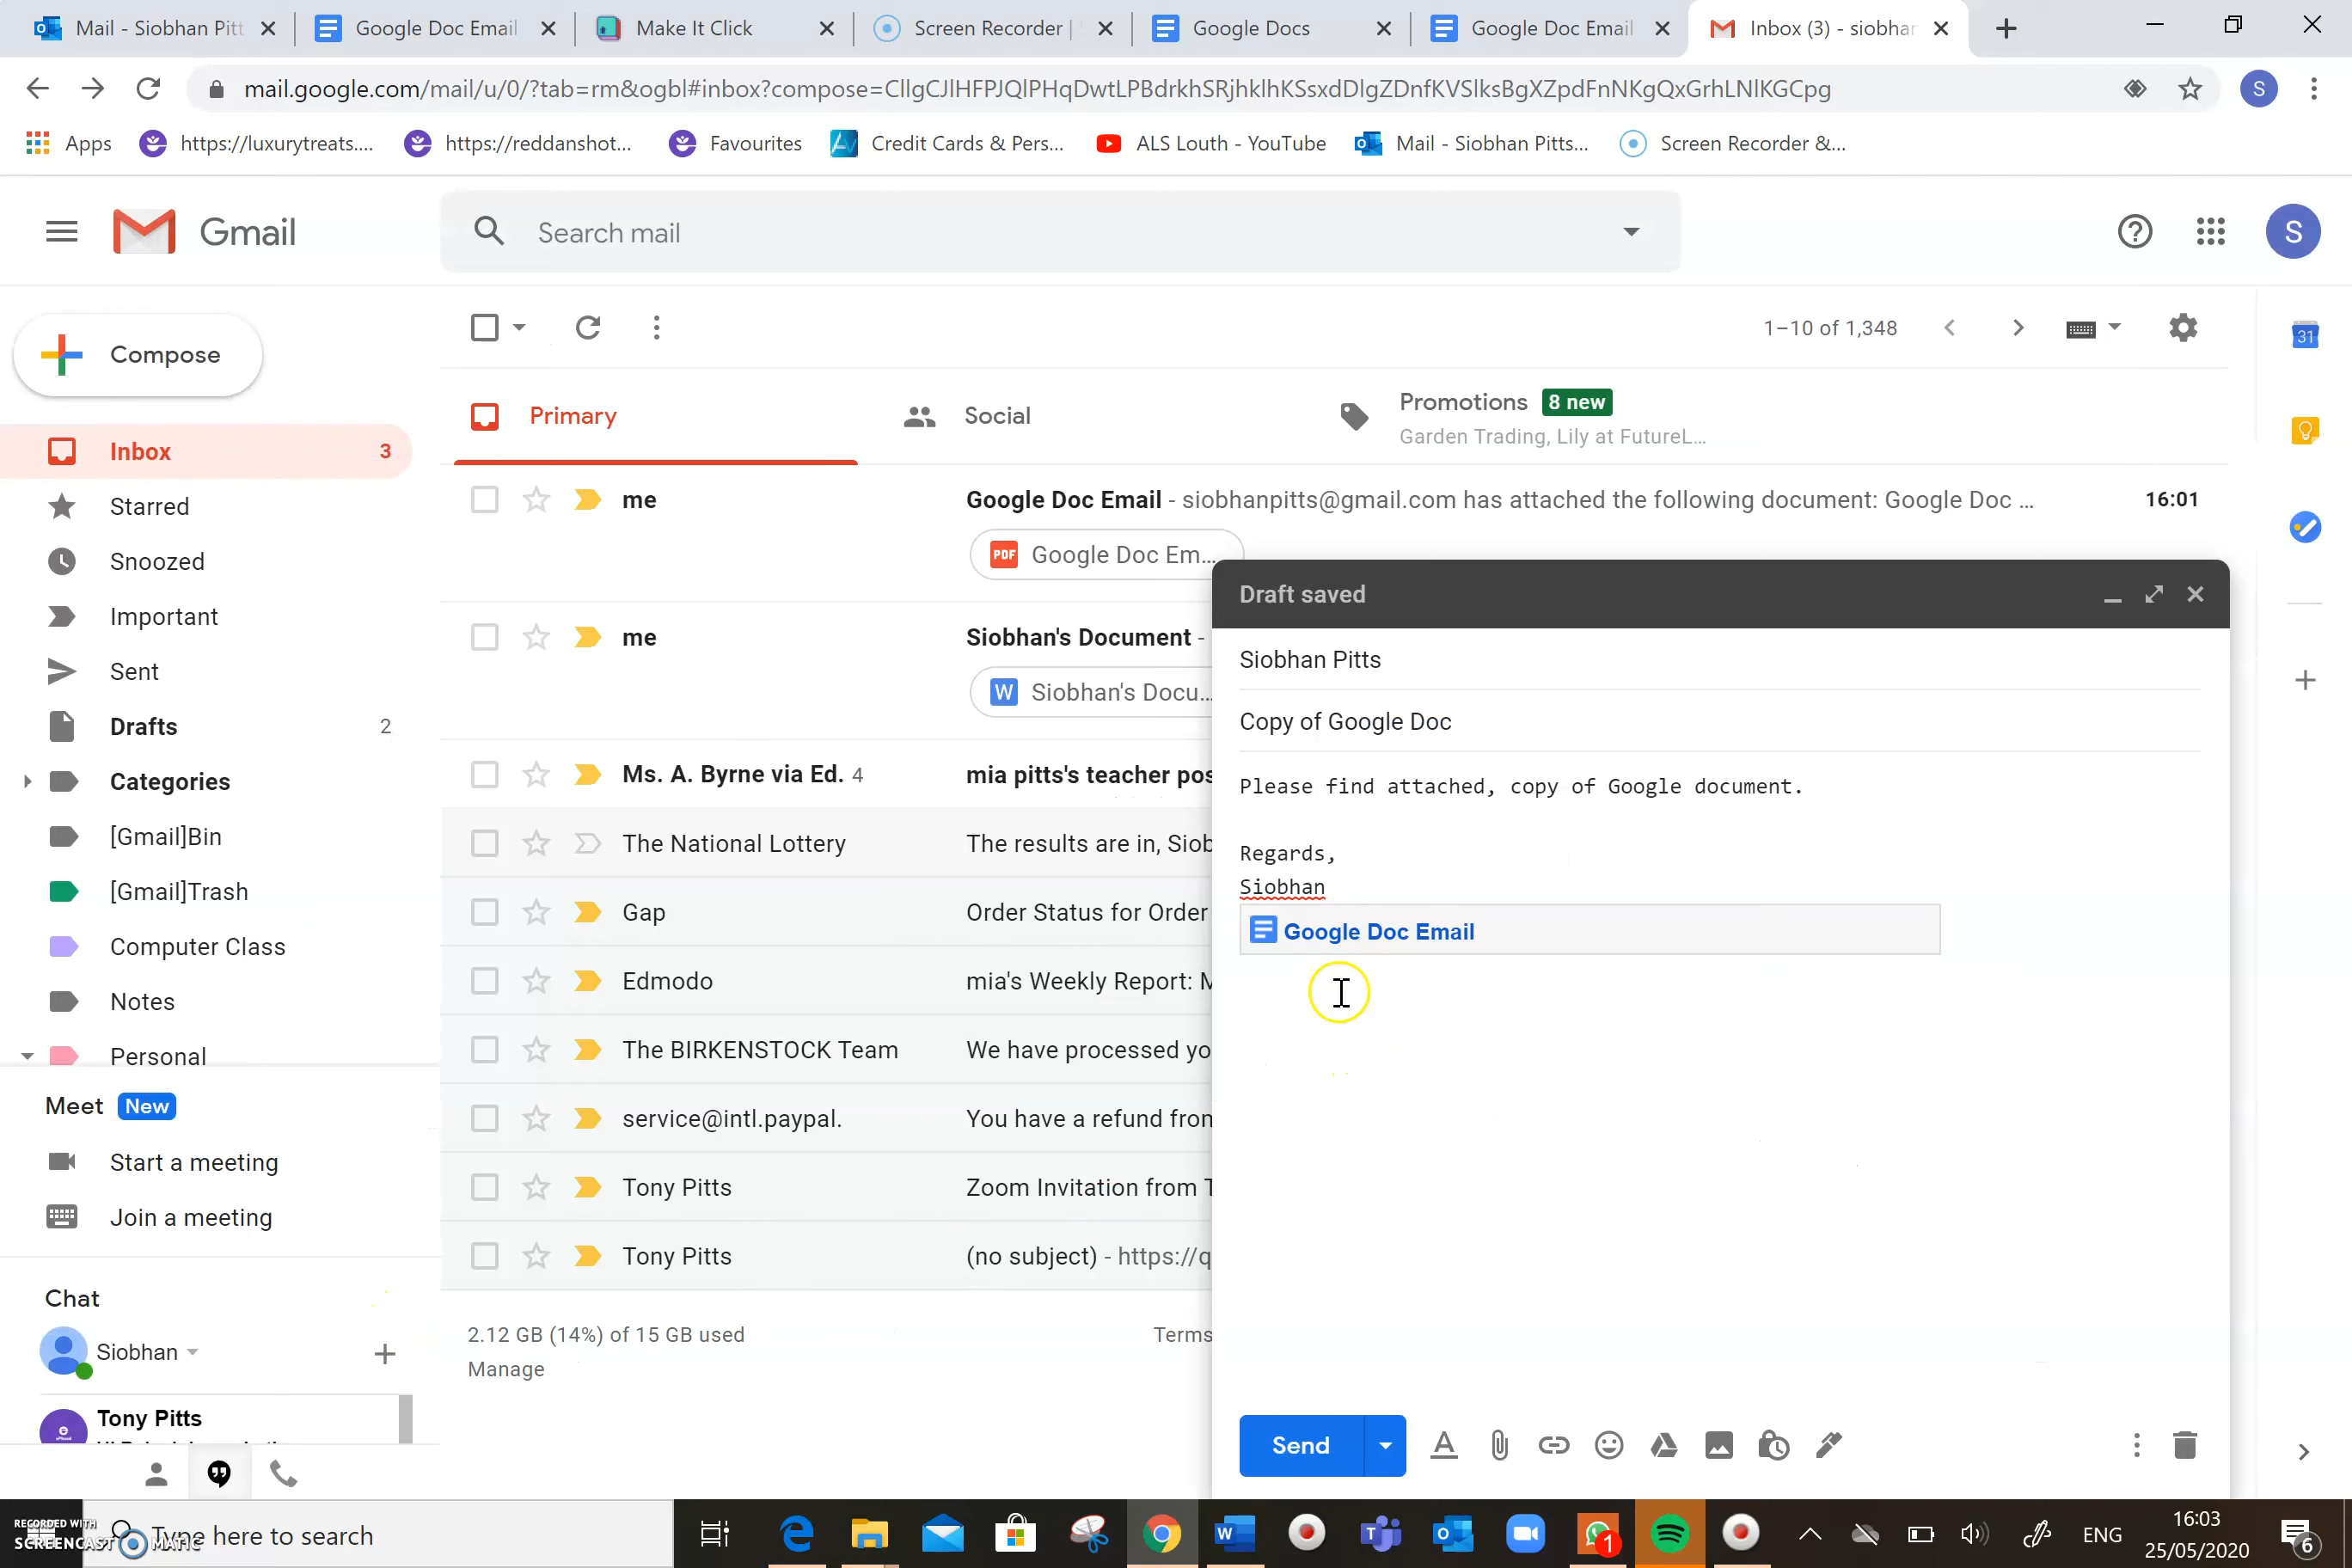 Mail - Siobhan Pitt
Google Doc Email
Make It Click
Screen Recorder |
Google Docs
Google Doc Email
Inbox (3) - siobhar
mail.google.com/mail/u/0/?tab=rm&ogbl#inbox?compose=CllgCJlHFPJQlPHqDwtLPBdrkhSRjhklhKSsxdDlgZDnfKVSlksBgXZpdFnNKgQxGrhLNlKGCpg
Apps
https://luxurytreats....
https://reddanshot...
Favourites
Credit Cards & Pers...
ALS Louth - YouTube
Mail - Siobhan Pitts...
Screen Recorder &...
Gmail
Search mail
S
S
Compose
1–10 of 1,348
31
Primary
Social
Promotions 8 new
Garden Trading, Lily at FutureL...
Inbox 3
Starred
Snoozed
Important
Sent
Drafts 2
Categories
[Gmail]Bin
[Gmail]Trash
Computer Class
Notes
Personal
me Google Doc Email - siobhanpitts@gmail.com has attached the following document: Google Doc ... 16:01
PDF Google Doc Em...
me Siobhan's Document -
W Siobhan's Docu...
Ms. A. Byrne via Ed. 4 mia pitts's teacher pos
The National Lottery The results are in, Siob
Gap Order Status for Order
Edmodo mia's Weekly Report: M
The BIRKENSTOCK Team We have processed yo
service@intl.paypal. You have a refund from
Tony Pitts Zoom Invitation from T
Tony Pitts (no subject) - https://q
2.12 GB (14%) of 15 GB used
Manage
Terms
Draft saved
Siobhan Pitts
Copy of Google Doc
Please find attached, copy of Google document.
Regards,
Siobhan
Google Doc Email
Send
Meet New
Start a meeting
Join a meeting
Chat
Siobhan
Tony Pitts
RECORDED WITH
SCREENCAST MATIC
Type here to search
1
ENG
16:03
25/05/2020
6